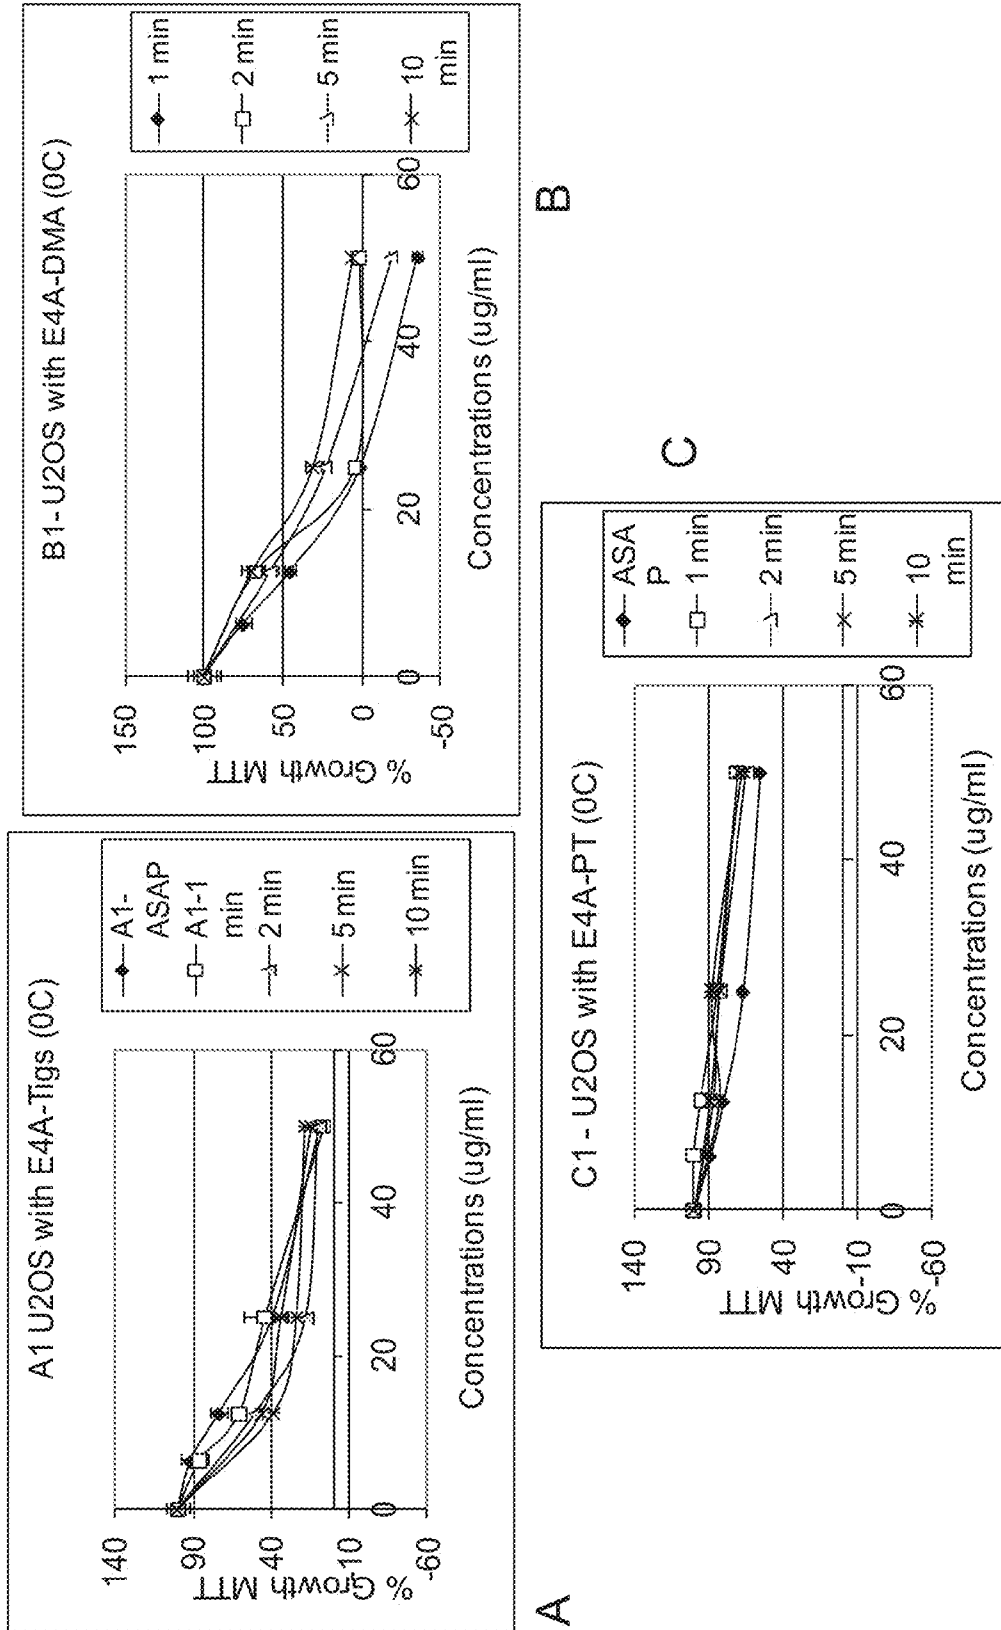 A1 U2OS with E4A-Tigs (0C)
140
90
40
-10
-60
% Growth MTT
0
20
40
60
Concentrations (ug/ml)
A1-
ASAP
A1-1
min
2 min
5 min
10 min
A
B1- U2OS with E4A-DMA (0C)
150
100
50
0
-50
% Growth MTT
0
20
40
60
Concentrations (ug/ml)
1 min
2 min
5 min
10
min
B
C1 - U2OS with E4A-PT (0C)
140
90
40
-10
-60
% Growth MTT
0
20
40
60
Concentrations (ug/ml)
ASA
P
1 min
2 min
5 min
10
min
C